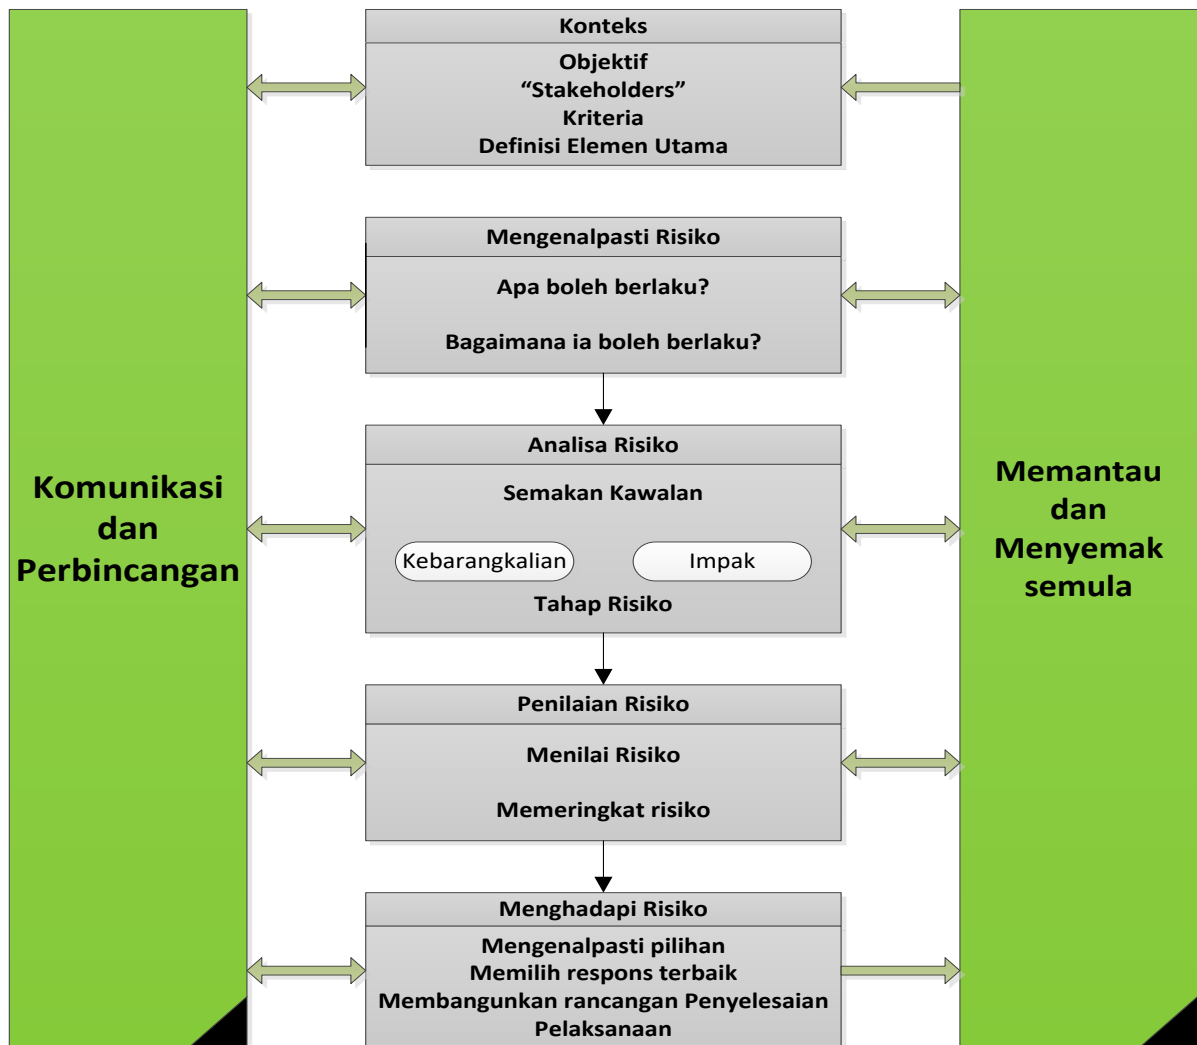 Konteks
Objektif
“Stakeholders”
Kriteria
Definisi Elemen Utama
Mengenalpasti Risiko
Apa boleh berlaku?
Bagaimana ia boleh berlaku?
Analisa Risiko
Semakan Kawalan
Kebarangkalian
Impak
Tahap Risiko
Penilaian Risiko
Menilai Risiko
Memeringkat risiko
Menghadapi Risiko
Mengenalpasti pilihan
Memilih respons terbaik
Membangunkan rancangan Penyelesaian
Pelaksanaan
Komunikasi
dan
Perbincangan
Memantau
dan
Menyemak
semula